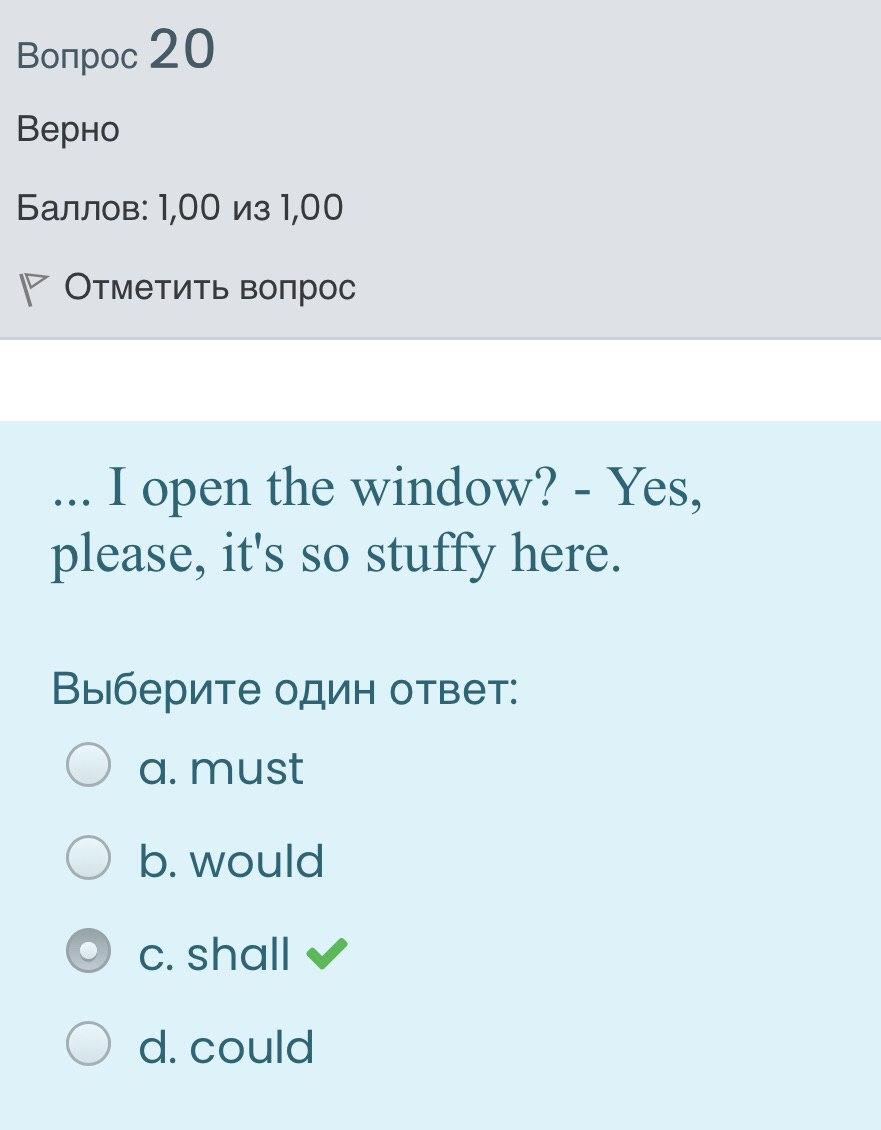 Вопрос 20
Верно
Баллов: 1,00 из 1,00
Отметить вопрос
... I open the window? - Yes,
please, it's so stuffy here.
Выберите один ответ:
a. must
b. would
c. shall
d. could